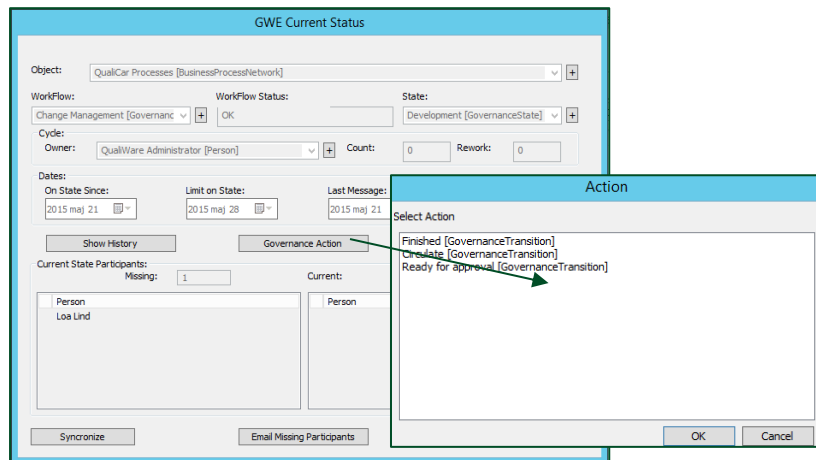 GWE Current Status
Object: QualiCar Processes [BusinessProcessNetwork] +
WorkFlow: WorkFlow Status: State:
Change Management [Governanc + OK Development [GovernanceState] +
Cycle:
Owner: QualiWare Administrator [Person] + Count: 0 Rework: 0
Dates:
On State Since: Limit on State: Last Message:
2015 maj 21 2015 maj 28 2015 maj 21
Show History Governance Action
Current State Participants:
Missing: 1 Current:
Person Person
Loa Lind
Syncronize Email Missing Participants
Action
Select Action
Finished [GovernanceTransition]
Circulate [GovernanceTransition]
Ready for approval [GovernanceTransition]
OK Cancel